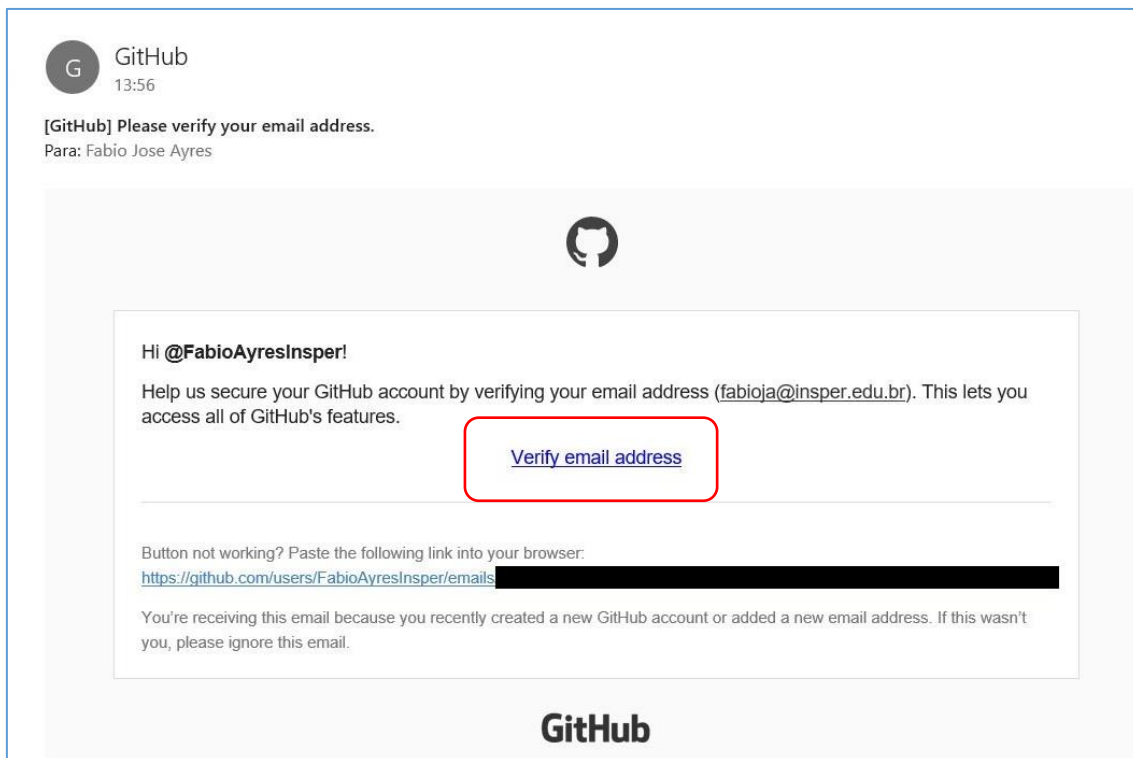 G
GitHub
13:56
[GitHub] Please verify your email address.
Para: Fabio Jose Ayres
Hi @FabioAyresInsper!
Help us secure your GitHub account by verifying your email address (fabioja@insper.edu.br). This lets you
access all of GitHub's features.
Verify email address
Button not working? Paste the following link into your browser:
https://github.com/users/FabioAyresInsper/emails
You’re receiving this email because you recently created a new GitHub account or added a new email address. If this wasn’t
you, please ignore this email.
GitHub